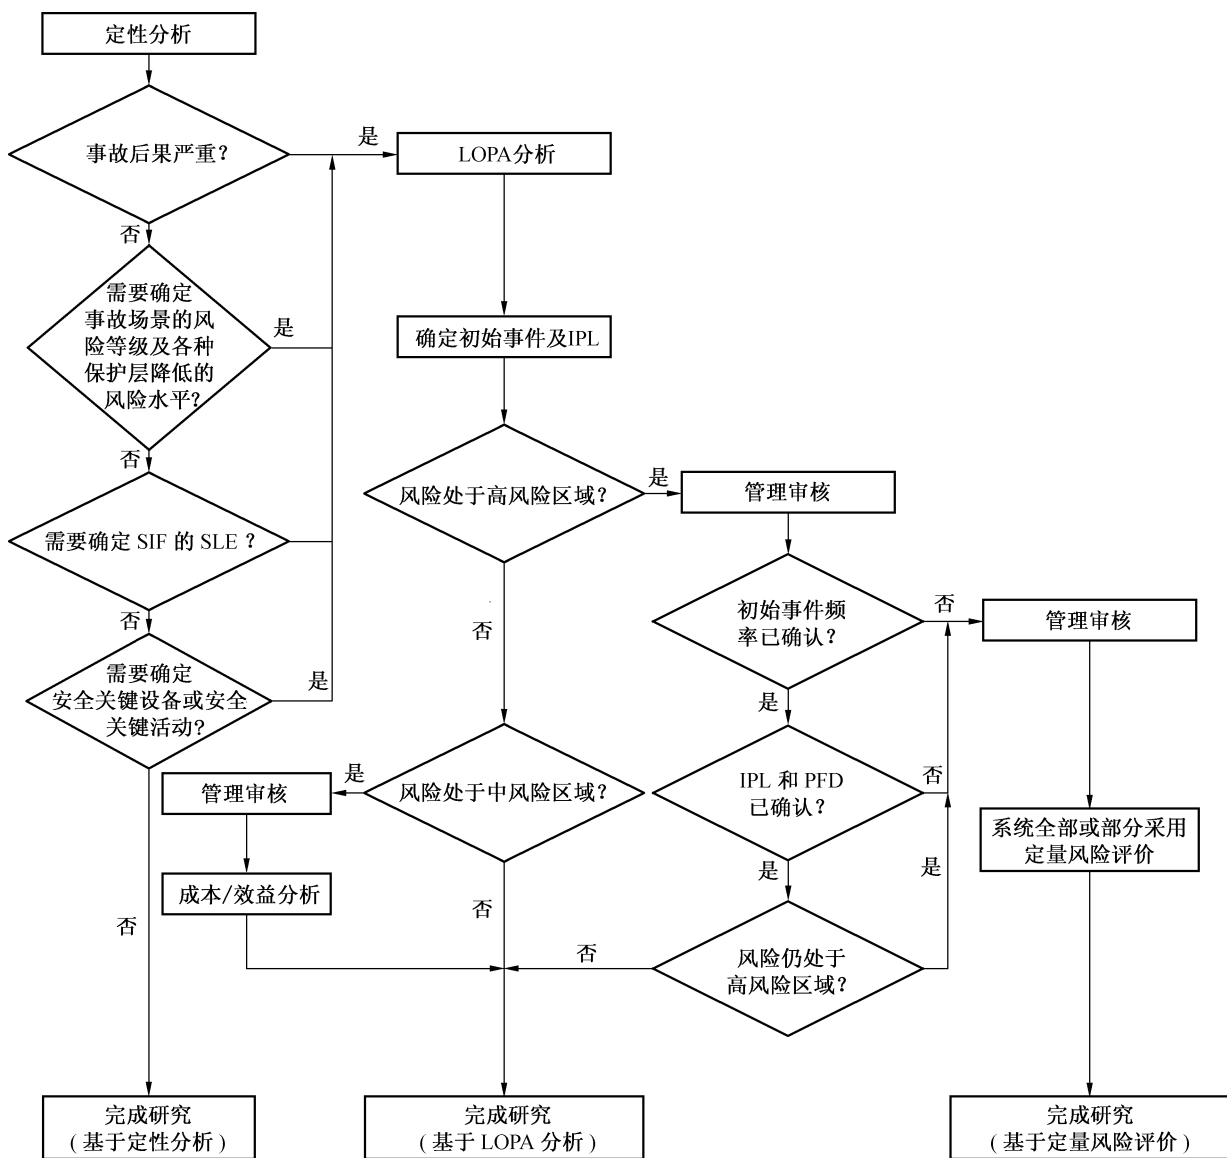 定性分析
事故后果严重？
是
LOPA分析
否
需要确定
事故场景的风
险等级及各种
保护层降低的
风险水平？
是
确定初始事件及IPL
否
需要确定 SIF 的 SLE ？
风险处于高风险区域？
是
管理审核
否
需要确定
安全关键设备或安全
关键活动？
是
否
初始事件频
率已确认？
否
管理审核
是
管理审核
是
风险处于中风险区域？
IPL 和 PFD
已确认？
否
系统全部或部分采用
定量风险评价
成本/效益分析
是
是
否
否
否
风险仍处于
高风险区域？
完成研究
（基于定性分析）
完成研究
（基于 LOPA 分析）
完成研究
（基于定量风险评价）